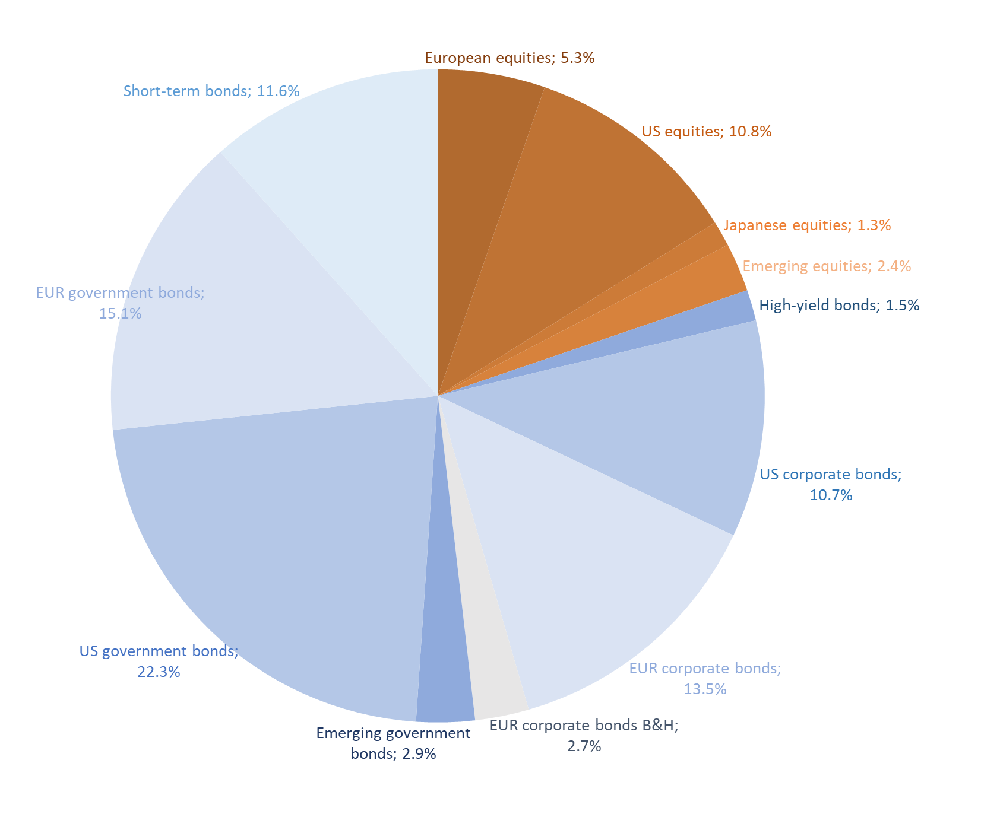 European equities; 5.3%
Short-term bonds; 11.6%
US equities; 10.8%
Japanese equities; 1.3%
Emerging equities; 2.4%
High-yield bonds; 1.5%
EUR government bonds;
15.1%
US corporate bonds;
10.7%
US government bonds;
22.3%
EUR corporate bonds;
13.5%
EUR corporate bonds B&H;
2.7%
Emerging government
bonds; 2.9%